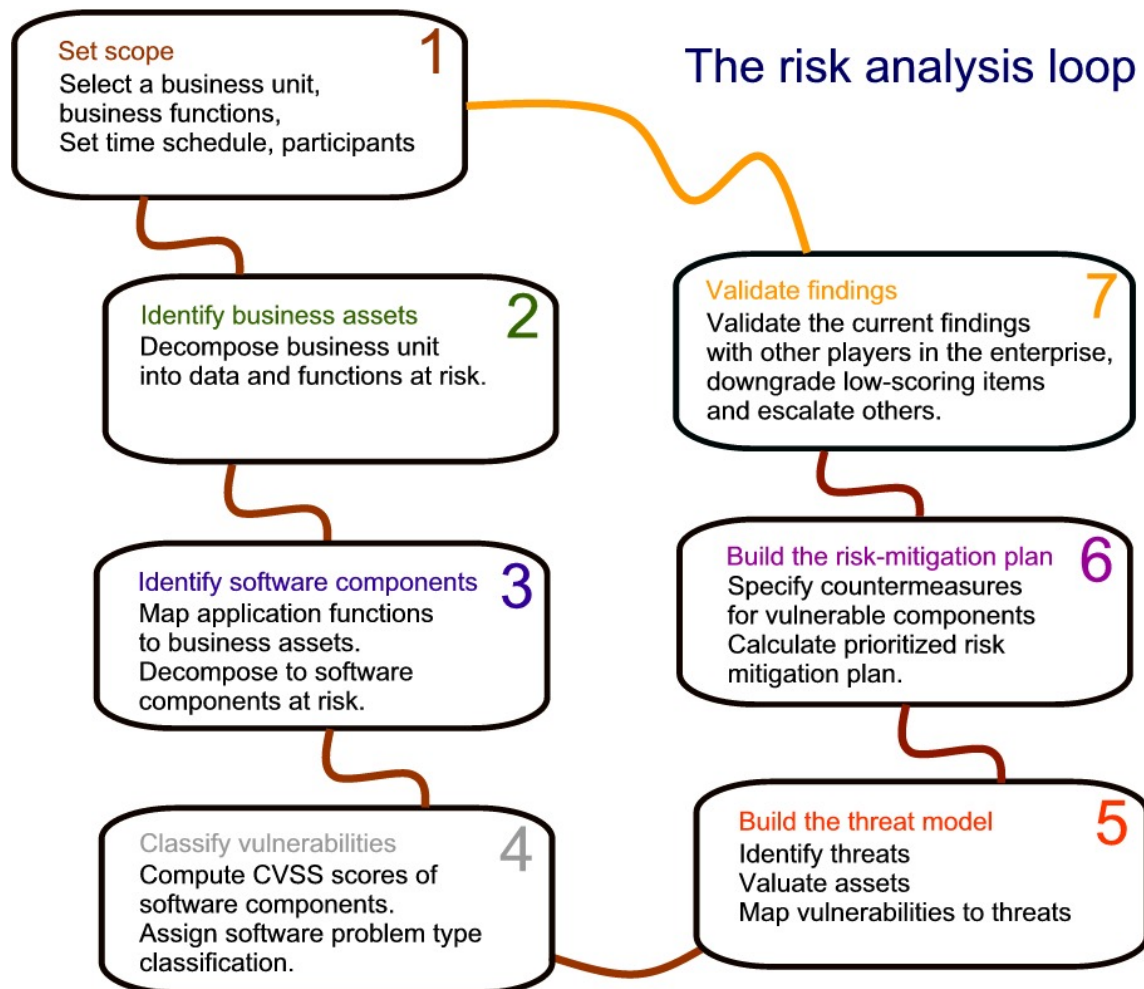 The risk analysis loop
1
Set scope
Select a business unit,
business functions,
Set time schedule, participants
2
Identify business assets
Decompose business unit
into data and functions at risk.
3
Identify software components
Map application functions
to business assets.
Decompose to software
components at risk.
4
Classify vulnerabilities
Compute CVSS scores of
software components.
Assign software problem type
classification.
5
Build the threat model
Identify threats
Valuate assets
Map vulnerabilities to threats
6
Build the risk-mitigation plan
Specify countermeasures
for vulnerable components
Calculate prioritized risk
mitigation plan.
7
Validate findings
Validate the current findings
with other players in the enterprise,
downgrade low-scoring items
and escalate others.